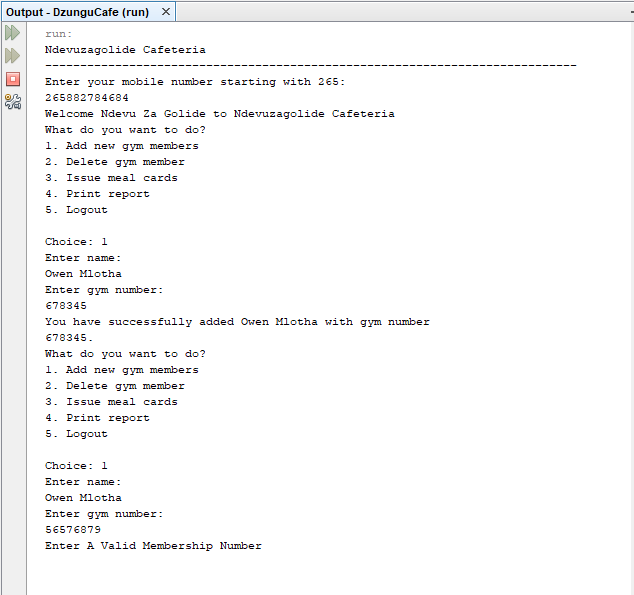 Output - DzunguCafe (run)
run:
Ndevuzagolide Cafeteria
----------------------------------------------------------------------------
Enter your mobile number starting with 265:
265882784684
Welcome Ndevu Za Golide to Ndevuzagolide Cafeteria
What do you want to do?
1. Add new gym members
2. Delete gym member
3. Issue meal cards
4. Print report
5. Logout
Choice: 1
Enter name:
Owen Mlotha
Enter gym number:
678345
You have successfully added Owen Mlotha with gym number
678345.
What do you want to do?
1. Add new gym members
2. Delete gym member
3. Issue meal cards
4. Print report
5. Logout
Choice: 1
Enter name:
Owen Mlotha
Enter gym number:
56576879
Enter A Valid Membership Number